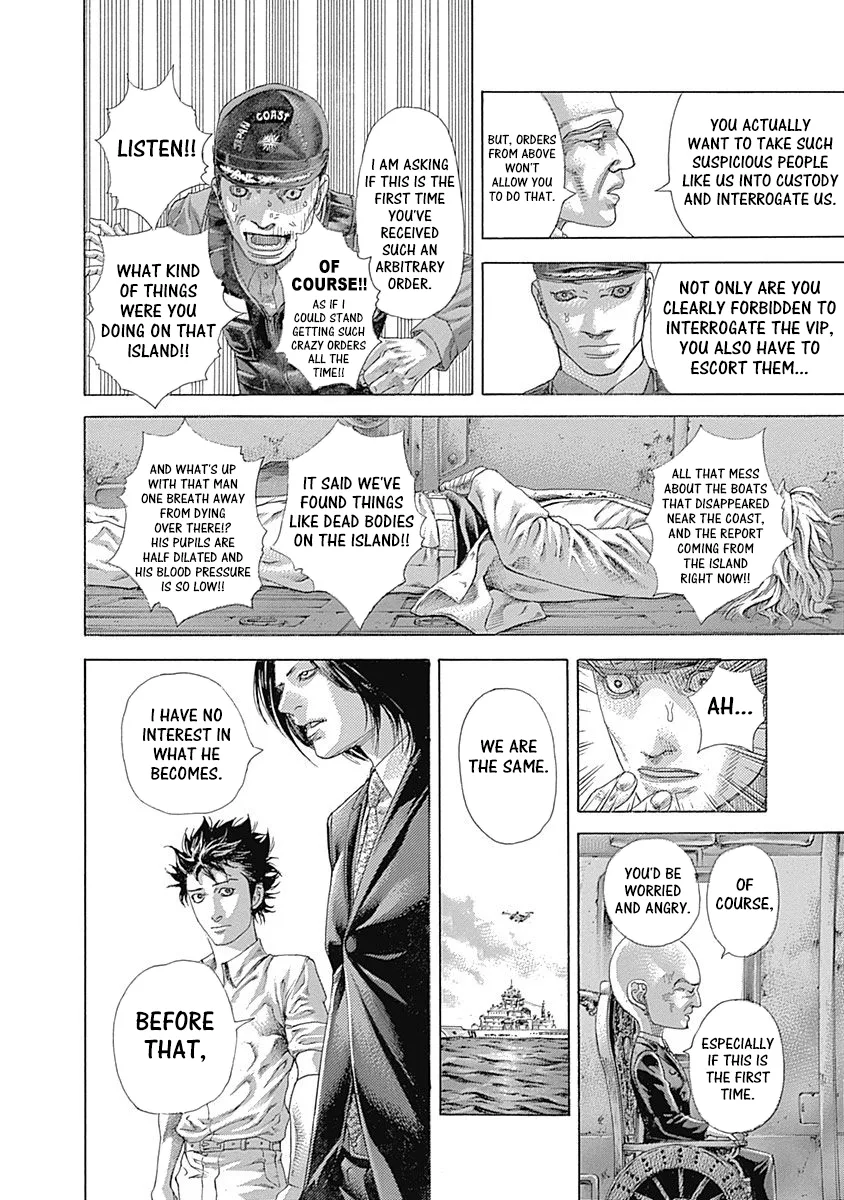 YOU ACTUALLY
WANT TO TAKE SUCH
SUSPICIOUS PEOPLE
LIKE US INTO CUSTODY
AND INTERROGATE US.
BUT, ORDERS
FROM ABOVE
WON'T
ALLOW YOU
TO DO THAT.
NOT ONLY ARE YOU
CLEARLY FORBIDDEN TO
INTERROGATE THE VIP,
YOU ALSO HAVE TO
ESCORT THEM...
I AM ASKING
IF THIS IS THE
FIRST TIME
YOU'VE
RECEIVED
SUCH AN
ARBITRARY
ORDER.
JAPAN COAST
OF
COURSE!!
AS IF I
COULD STAND
GETTING SUCH
CRAZY ORDERS
ALL THE
TIME!!
LISTEN!!
WHAT KIND
OF THINGS
WERE YOU
DOING ON THAT
ISLAND!!
ALL THAT MESS
ABOUT THE BOATS
THAT DISAPPEARED
NEAR THE COAST,
AND THE REPORT
COMING FROM
THE ISLAND
RIGHT NOW!!
IT SAID WE'VE
FOUND THINGS
LIKE DEAD BODIES
ON THE ISLAND!!
AND WHAT'S UP
WITH THAT MAN
ONE BREATH AWAY
FROM DYING
OVER THERE!?
HIS PUPILS ARE
HALF DILATED AND
HIS BLOOD PRESSURE
IS SO LOW!!
AH...
OF
COURSE,
YOU'D BE
WORRIED
AND ANGRY.
ESPECIALLY
IF THIS IS
THE FIRST
TIME.
WE ARE
THE SAME.
I HAVE NO
INTEREST IN
WHAT HE
BECOMES.
BEFORE
THAT,